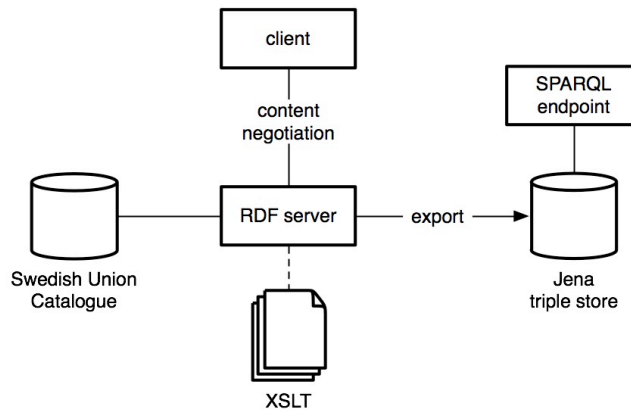 client
SPARQL
endpoint
content
negotiation
RDF server
export
Swedish Union
Catalogue
Jena
triple store
XSLT